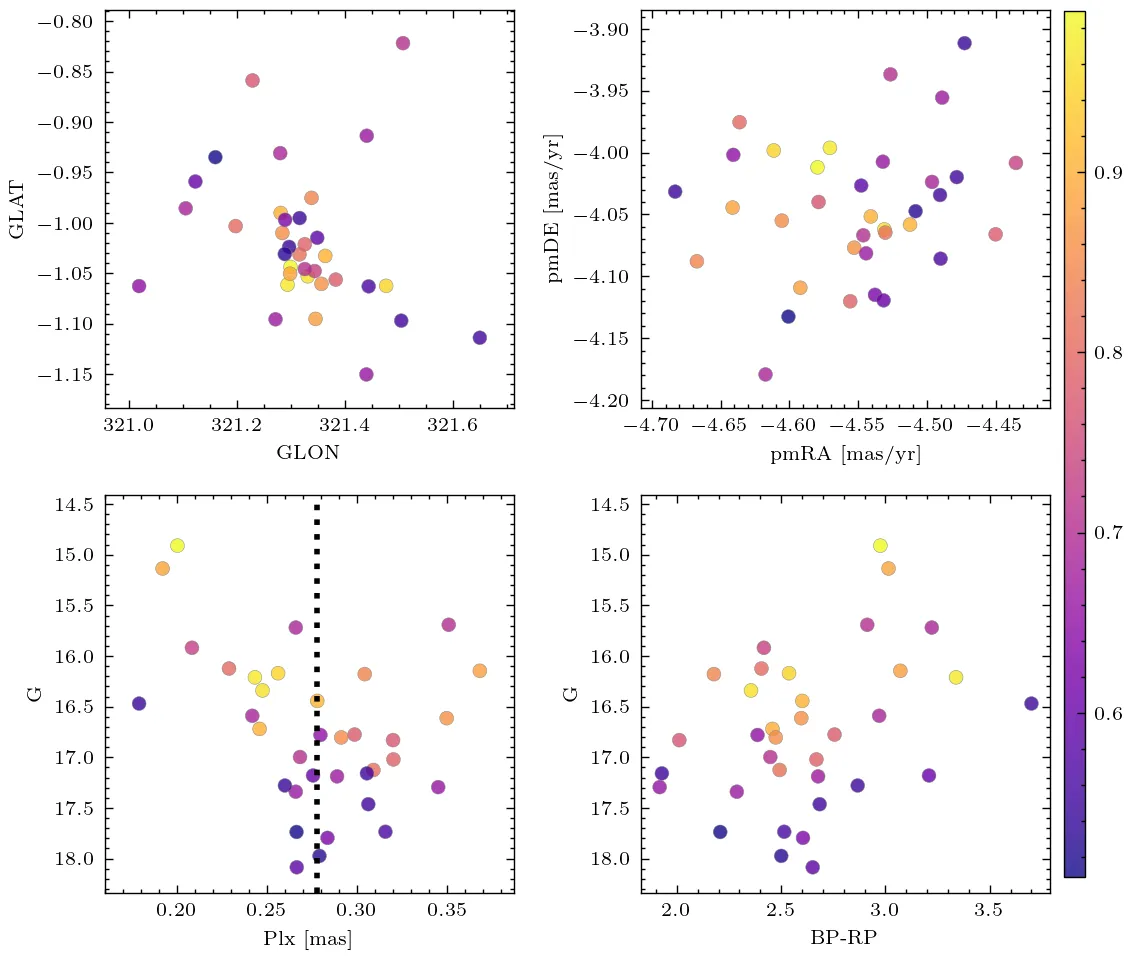 −0.80
−0.85
−0.90
−0.95
−1.00
−1.05
−1.10
−1.15
GLAT
321.0 321.2 321.4 321.6
GLON
−3.90
−3.95
−4.00
−4.05
−4.10
−4.15
−4.20
pmDE [mas/yr]
−4.70 −4.65 −4.60 −4.55 −4.50 −4.45
pmRA [mas/yr]
0.9
0.8
0.7
0.6
14.5
15.0
15.5
16.0
16.5
17.0
17.5
18.0
G
0.20 0.25 0.30 0.35
Plx [mas]
14.5
15.0
15.5
16.0
16.5
17.0
17.5
18.0
G
2.0 2.5 3.0 3.5
BP-RP